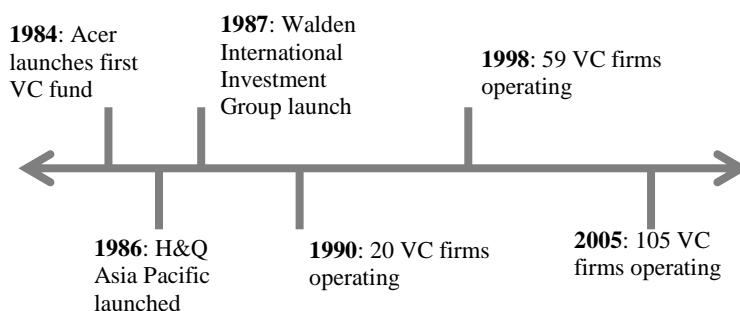 1984: Acer
launches first
VC fund
1987: Walden
International
Investment
Group launch
1998: 59 VC firms
operating
1986: H&Q
Asia Pacific
launched
1990: 20 VC firms
operating
2005: 105 VC
firms operating